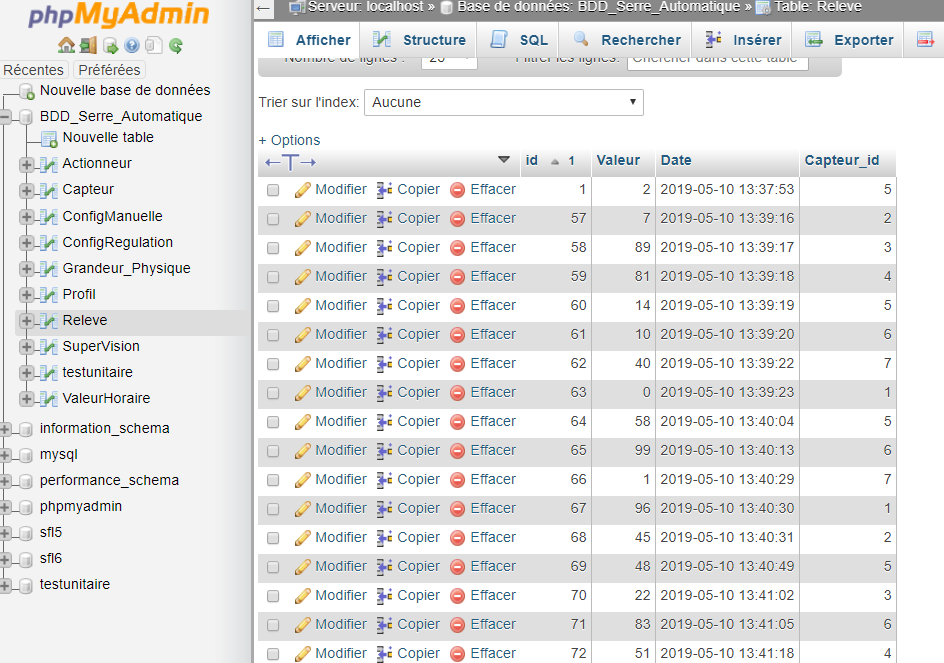 phpMyAdmin
Récentes Préférées
Nouvelle base de données
BDD_Serre_Automatique
Nouvelle table
Actionneur
Capteur
ConfigManuelle
ConfigRegulation
Grandeur_Physique
Profil
Releve
SuperVision
testunitaire
ValeurHoraire
information_schema
mysql
performance_schema
phpmyadmin
sfl5
sfl6
testunitaire
Serveur: localhost » Base de données: BDD_Serre_Automatique » Table: Releve
Afficher Structure SQL Rechercher Insérer Exporter
Nombre de lignes : 25 Filtrer les lignes: Chercher dans cette table
Trier sur l'index: Aucune
+ Options
id 1 Valeur Date Capteur_id
Modifier Copier Effacer 1 2 2019-05-10 13:37:53 5
Modifier Copier Effacer 57 7 2019-05-10 13:39:16 2
Modifier Copier Effacer 58 89 2019-05-10 13:39:17 3
Modifier Copier Effacer 59 81 2019-05-10 13:39:18 4
Modifier Copier Effacer 60 14 2019-05-10 13:39:19 5
Modifier Copier Effacer 61 10 2019-05-10 13:39:20 6
Modifier Copier Effacer 62 40 2019-05-10 13:39:22 7
Modifier Copier Effacer 63 0 2019-05-10 13:39:23 1
Modifier Copier Effacer 64 58 2019-05-10 13:40:04 5
Modifier Copier Effacer 65 99 2019-05-10 13:40:13 6
Modifier Copier Effacer 66 1 2019-05-10 13:40:29 7
Modifier Copier Effacer 67 96 2019-05-10 13:40:30 1
Modifier Copier Effacer 68 45 2019-05-10 13:40:31 2
Modifier Copier Effacer 69 48 2019-05-10 13:40:49 5
Modifier Copier Effacer 70 22 2019-05-10 13:41:02 3
Modifier Copier Effacer 71 83 2019-05-10 13:41:05 6
Modifier Copier Effacer 72 51 2019-05-10 13:41:18 4